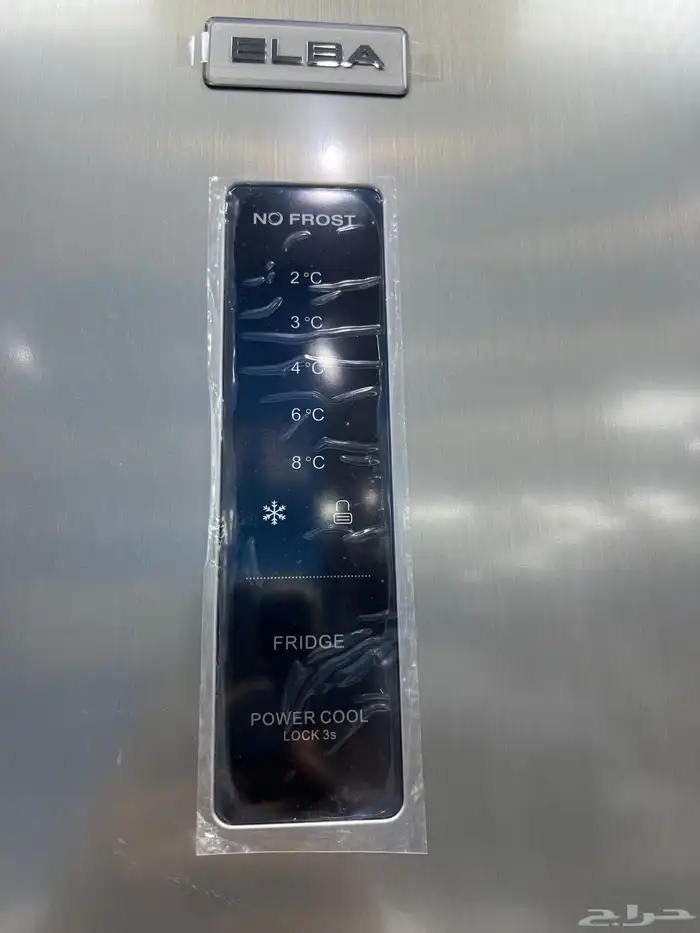 ELBA
NO FROST
2 °C
3 °C
4 °C
6 °C
8 °C
FRIDGE
POWER COOL
LOCK 3s
حراج